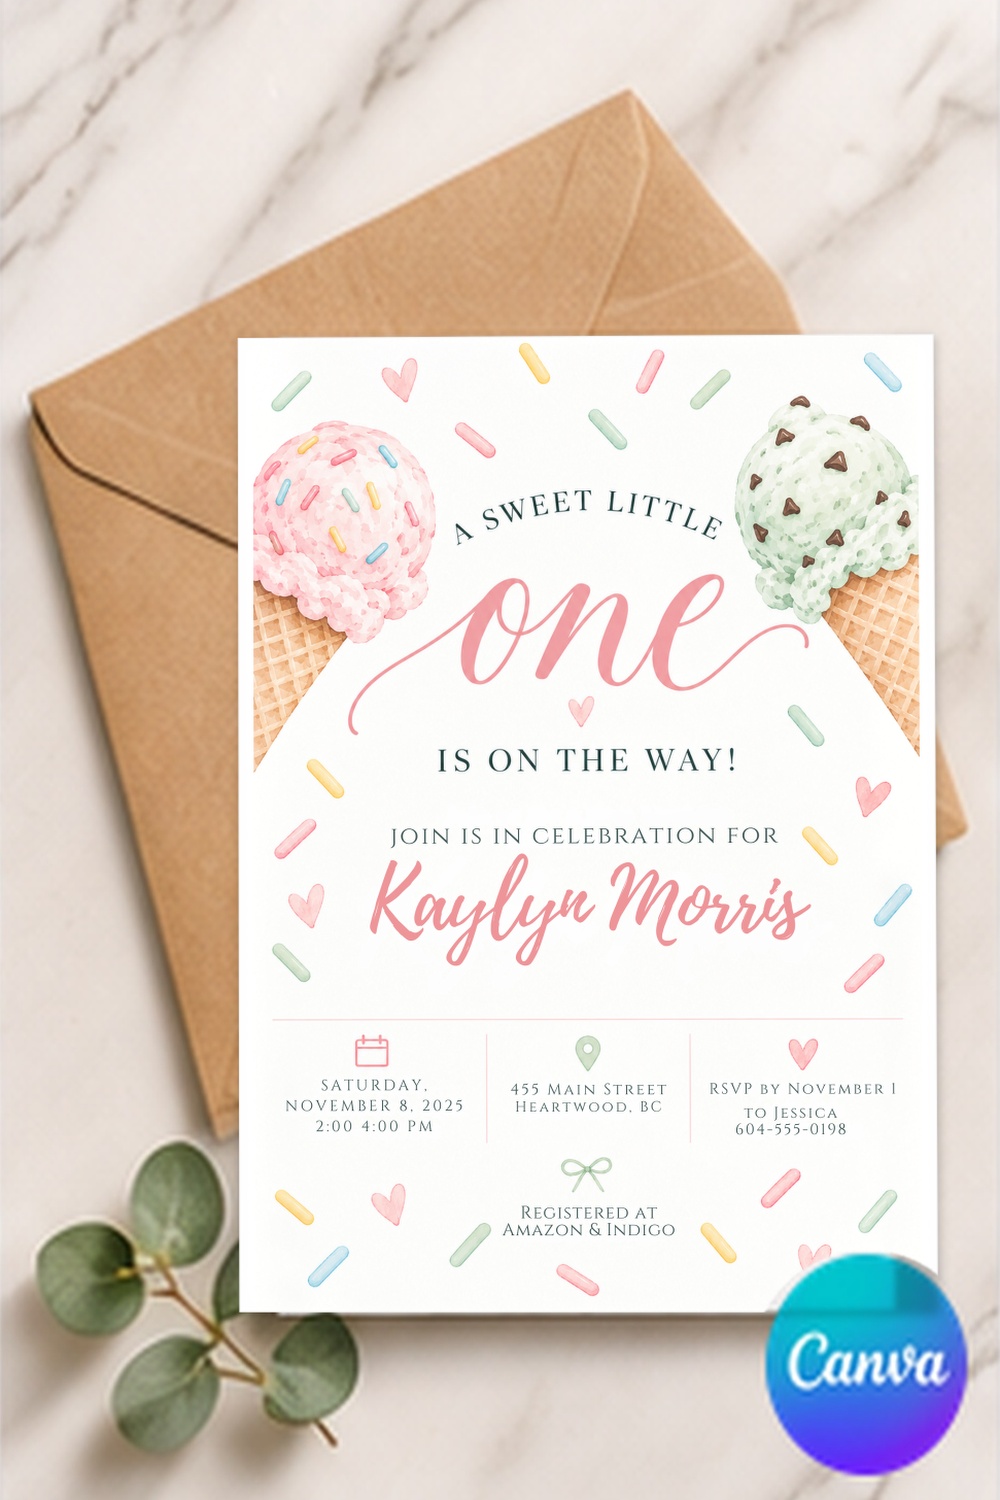 A SWEET LITTLE
one
IS ON THE WAY!
JOIN IS IN CELEBRATION FOR
Kaylyn Morris
SATURDAY,
NOVEMBER 8, 2025
2:00 4:00 PM
455 MAIN STREET
HEARTWOOD, BC
RSVP BY NOVEMBER 1
TO JESSICA
604-555-0198
REGISTERED AT
AMAZON & INDIGO
Canva